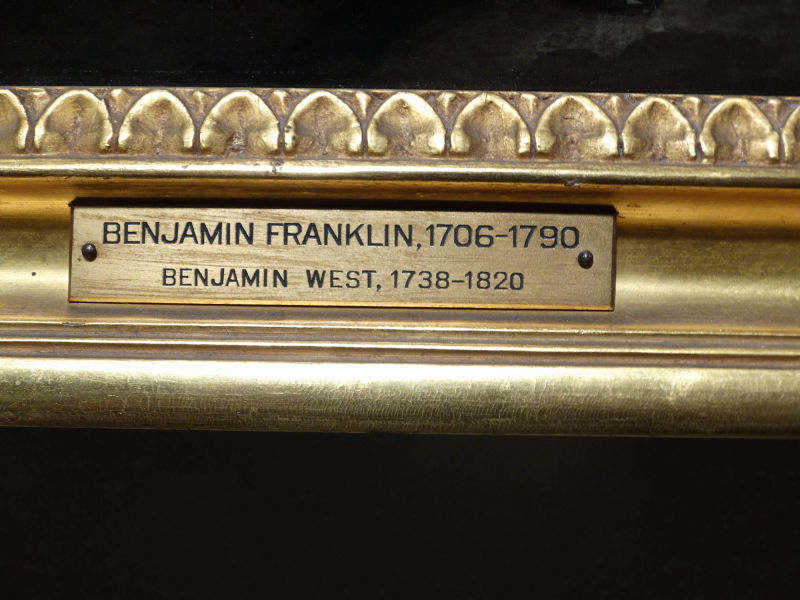 BENJAMIN FRANKLIN, 1706-1790
BENJAMIN WEST, 1738-1820